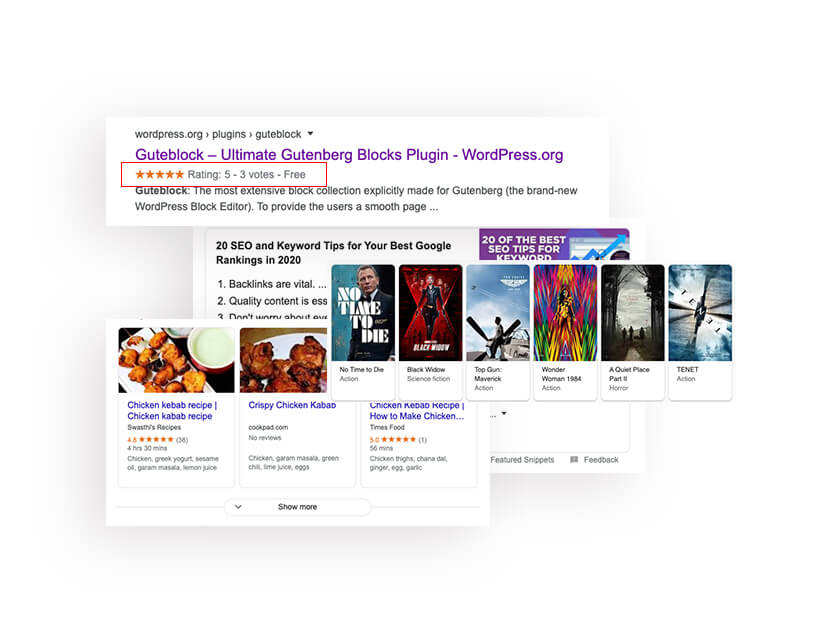 wordpress.org › plugins › guteblock
Guteblock – Ultimate Gutenberg Blocks Plugin - WordPress.org
★★★★★ Rating: 5 - 3 votes - Free
Guteblock: The most extensive block collection explicitly made for Gutenberg (the brand-new
WordPress Block Editor). To provide the users a smooth page ...
20 SEO and Keyword Tips for Your Best Google
Rankings in 2020
1. Backlinks are vital. ...
2. Quality content is ess
3. Don't worry about eve
20 OF THE BEST
SEO TIPS FOR
KEYWORD
NO
TIME
TO
DIE
BLACK WIDOW
TOP GUN
TENET
No Time to Die
Action
Black Widow
Science fiction
Top Gun:
Maverick
Action
Wonder
Woman 1984
Action
A Quiet Place
Part II
Horror
TENET
Action
Chicken kebab recipe |
Chicken kabab recipe
Swasthi's Recipes
4.8 ★★★★★ (38)
4 hrs 30 mins
Chicken, greek yogurt, sesame
oil, garam masala, lemon juice
Crispy Chicken Kabab
cookpad.com
No reviews
Chicken, garam masala, green
chili, lime juice, eggs
Chicken Kebab Recipe |
How to Make Chicken…
Times Food
5.0 ★★★★★ (1)
56 mins
Chicken thighs, chana dal,
ginger, egg, garlic
...
Featured Snippets
Feedback
Show more